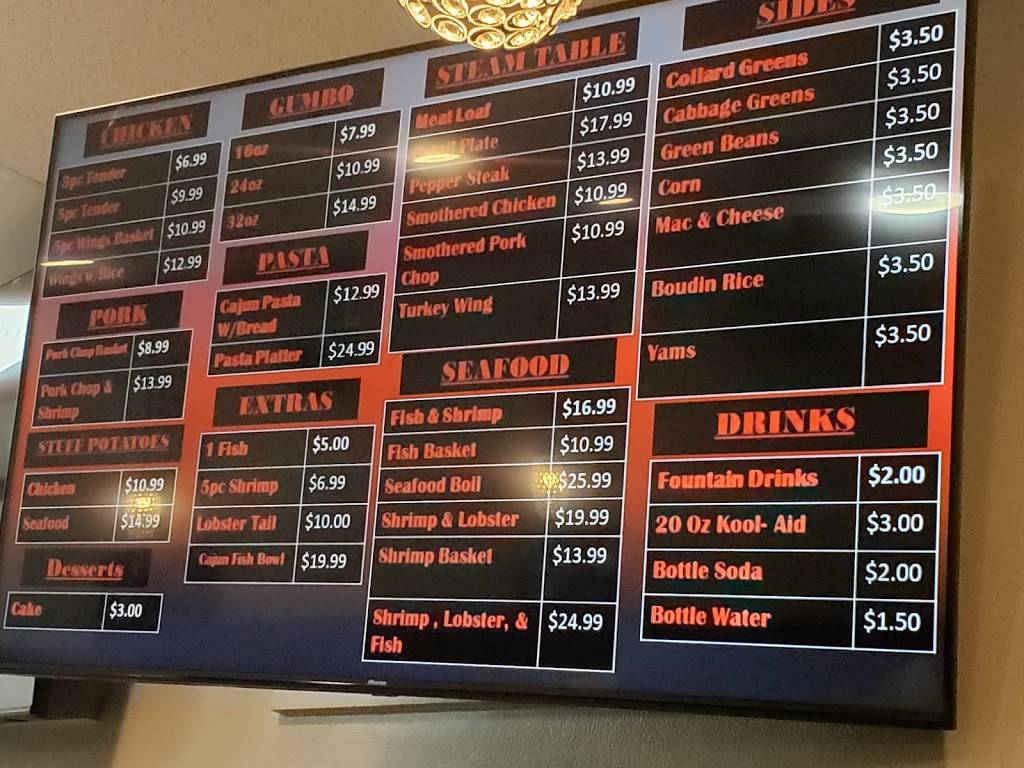 CHICKEN
3pc Tender $6.99
5pc Tender $9.99
5pc Wings Basket $10.99
Wings w/Rice $12.99
PORK
Pork Chop Basket $8.99
Pork Chop & $13.99
Shrimp
STUFF POTATOES
Chicken $10.99
Seafood $14.99
Desserts
Cake $3.00
GUMBO
16oz $7.99
24oz $10.99
32oz $14.99
PASTA
Cajun Pasta $12.99
W/Bread
Pasta Platter $24.99
EXTRAS
1 Fish $5.00
5pc Shrimp $6.99
Lobster Tail $10.00
Cajun Fish Bowl $19.99
STEAM TABLE
Meat Loaf $10.99
Plate $17.99
Pepper Steak $13.99
Smothered Chicken $10.99
Smothered Pork $10.99
Chop
Turkey Wing $13.99
SEAFOOD
Fish & Shrimp $16.99
Fish Basket $10.99
Seafood Boil $25.99
Shrimp & Lobster $19.99
Shrimp Basket $13.99
Shrimp , Lobster, & $24.99
Fish
SIDES
Collard Greens $3.50
Cabbage Greens $3.50
Green Beans $3.50
Corn $3.50
Mac & Cheese $3.50
Boudin Rice $3.50
Yams $3.50
DRINKS
Fountain Drinks $2.00
20 Oz Kool- Aid $3.00
Bottle Soda $2.00
Bottle Water $1.50